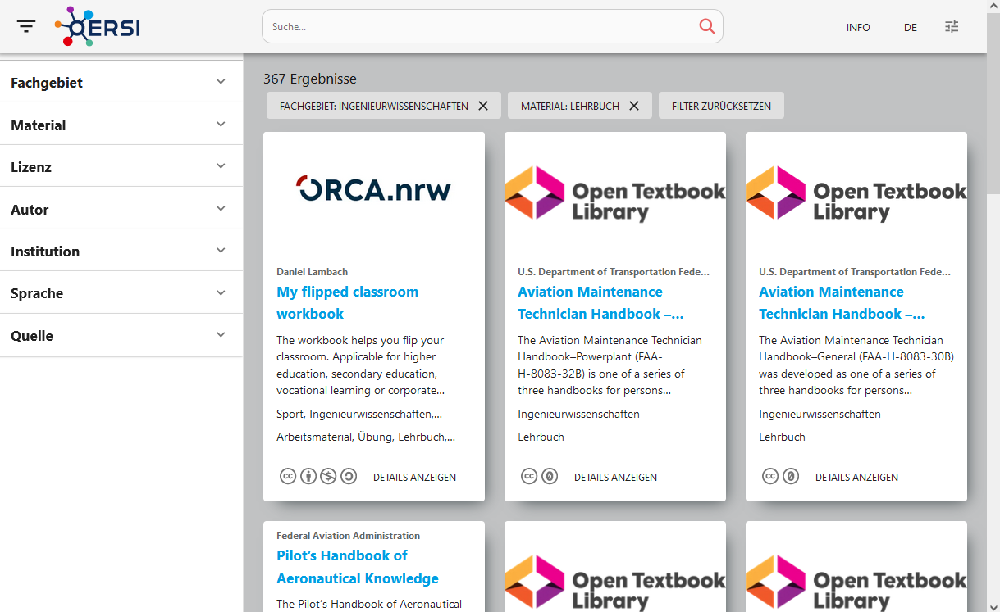 OERSI
Suche...
INFO
DE
Fachgebiet
Material
Lizenz
Autor
Institution
Sprache
Quelle
367 Ergebnisse
FACHGEBIET: INGENIEURWISSENSCHAFTEN
MATERIAL: LEHRBUCH
FILTER ZURÜCKSETZEN
ORCA.nrw
Daniel Lambach
My flipped classroom
workbook
The workbook helps you flip your
classroom. Applicable for higher
education, secondary education,
vocational learning or corporate...
Sport, Ingenieurwissenschaften,...
Arbeitsmaterial, Übung, Lehrbuch,...
cc
DETAILS ANZEIGEN
Open Textbook
Library
U.S. Department of Transportation Fede...
Aviation Maintenance
Technician Handbook –...
The Aviation Maintenance Technician
Handbook–Powerplant (FAA-
H-8083-32B) is one of a series of
three handbooks for persons...
Ingenieurwissenschaften
Lehrbuch
cc 0
DETAILS ANZEIGEN
Open Textbook
Library
U.S. Department of Transportation Fede...
Aviation Maintenance
Technician Handbook –...
The Aviation Maintenance Technician
Handbook–General (FAA-H-8083-30B)
was developed as one of a series of
three handbooks for persons...
Ingenieurwissenschaften
Lehrbuch
cc 0
DETAILS ANZEIGEN
Federal Aviation Administration
Pilot’s Handbook of
Aeronautical Knowledge
The Pilot’s Handbook of Aeronautical
Open Textbook
Library
Open Textbook
Library